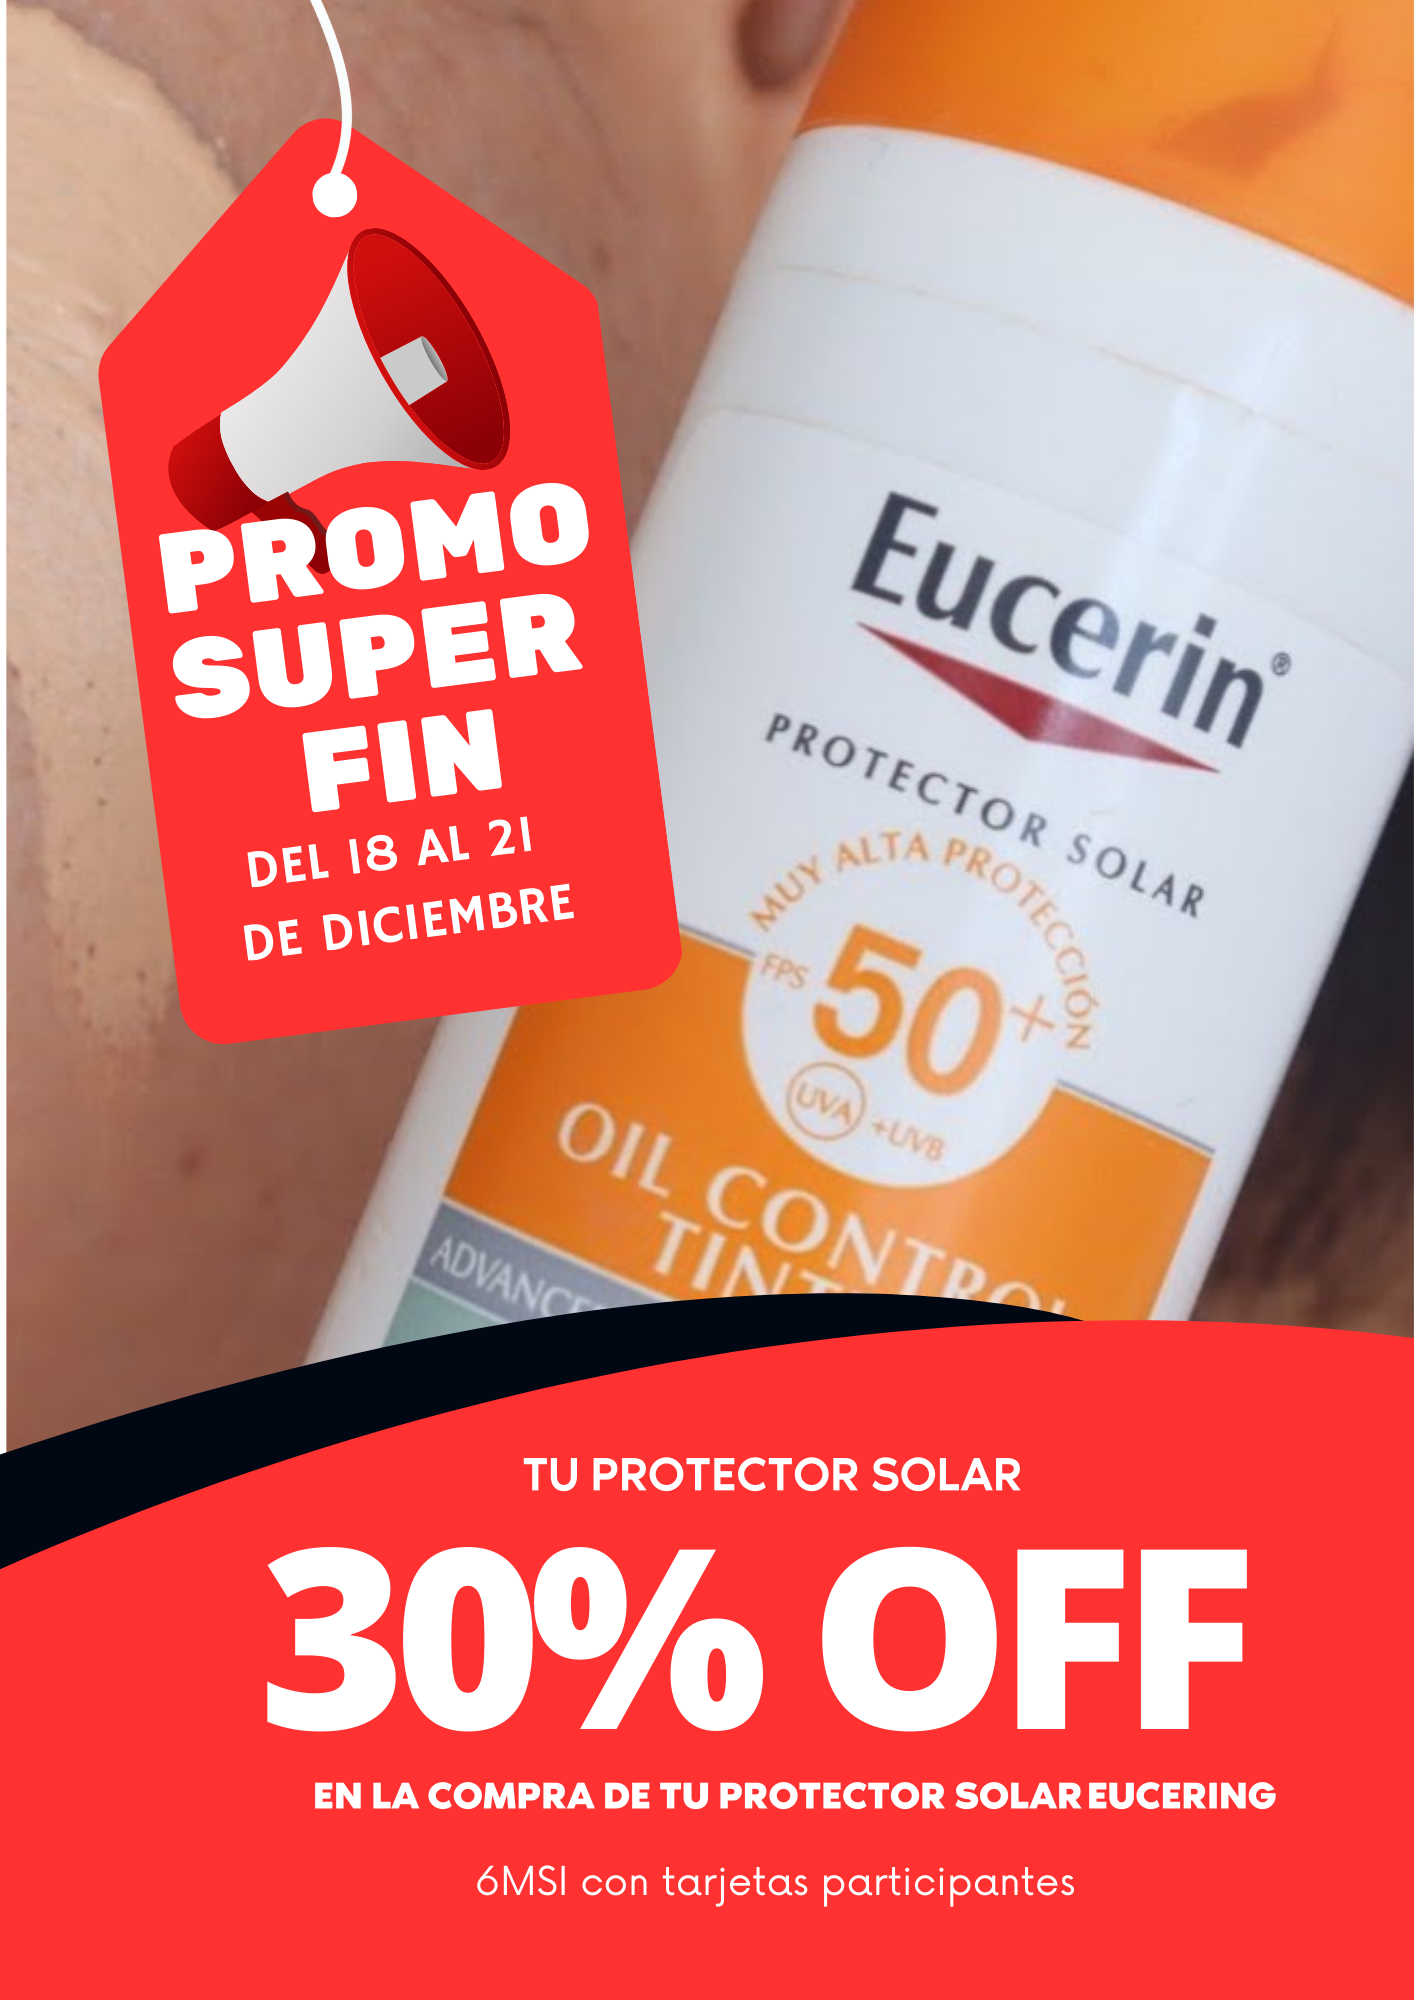 PROMO
SUPER
FIN
DEL 18 AL 21
DE DICIEMBRE
Eucerin®
PROTECTOR SOLAR
MUY ALTA PROTECCIÓN
FPS 50+
UVA +UVB
OIL CONTROL
TU PROTECTOR SOLAR
30% OFF
EN LA COMPRA DE TU PROTECTOR SOLAR EUCERING
6MSI con tarjetas participantes